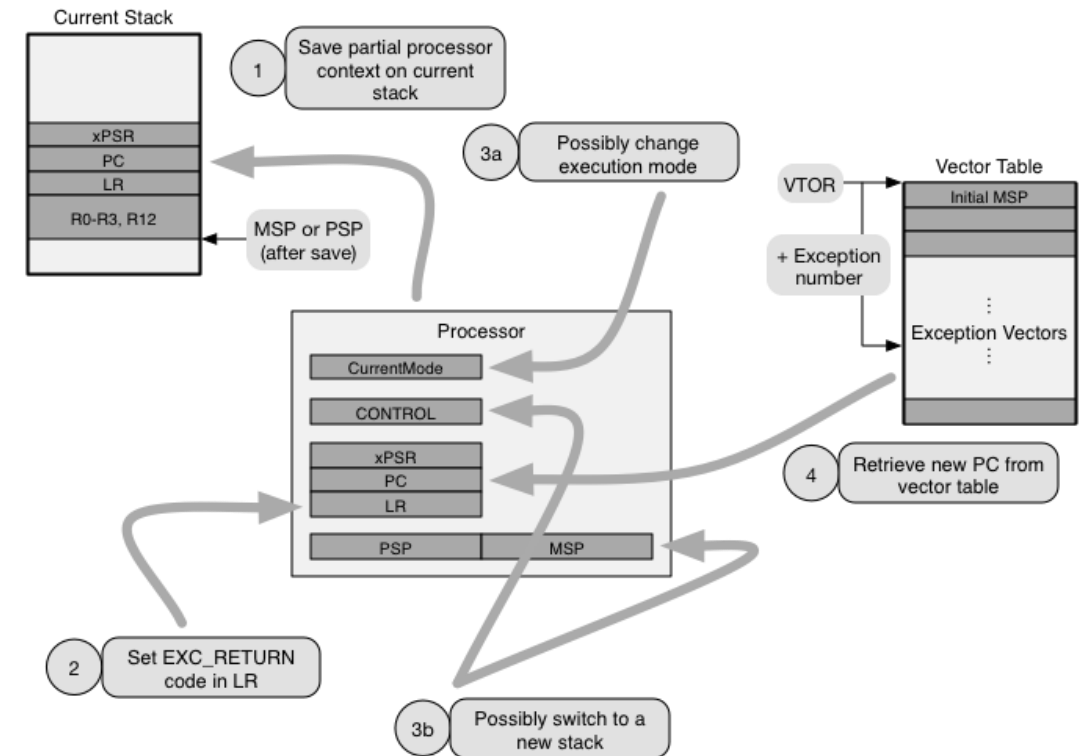 Current Stack
xPSR
PC
LR
R0-R3, R12
MSP or PSP
(after save)
1
Save partial processor
context on current
stack
3a
Possibly change
execution mode
Vector Table
VTOR
Initial MSP
+ Exception
number
Exception Vectors
Processor
CurrentMode
CONTROL
xPSR
PC
LR
PSP
MSP
4
Retrieve new PC from
vector table
2
Set EXC_RETURN
code in LR
3b
Possibly switch to a
new stack